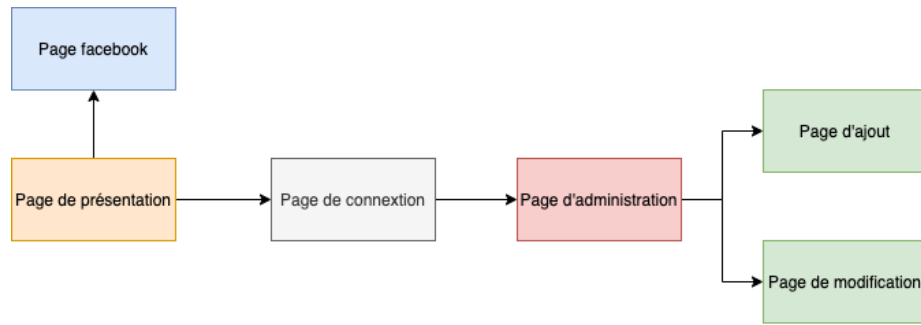 Page facebook
Page d'ajout
Page de présentation
Page de connextion
Page d'administration
Page de modification